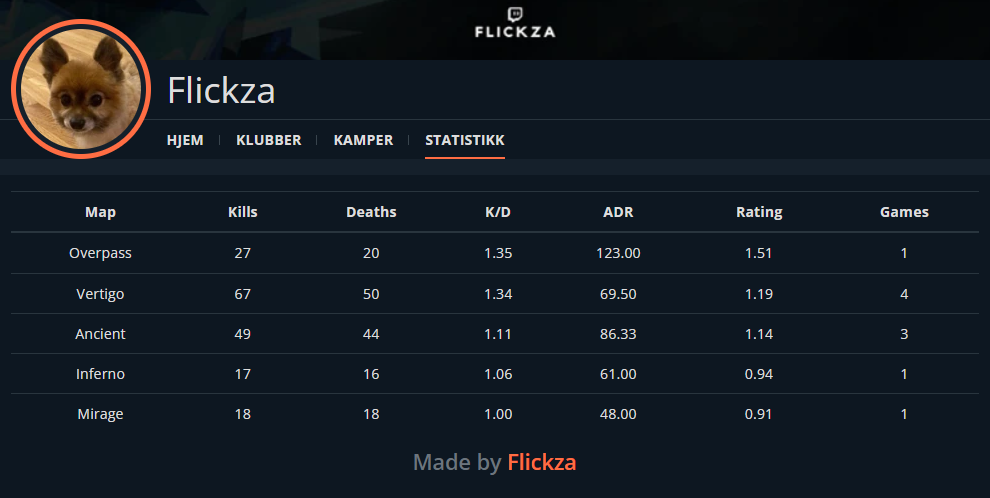 FLICKZA
Flickza
HJEM KLUBBER KAMPER STATISTIKK
Map Kills Deaths K/D ADR Rating Games
Overpass 27 20 1.35 123.00 1.51 1
Vertigo 67 50 1.34 69.50 1.19 4
Ancient 49 44 1.11 86.33 1.14 3
Inferno 17 16 1.06 61.00 0.94 1
Mirage 18 18 1.00 48.00 0.91 1
Made by Flickza